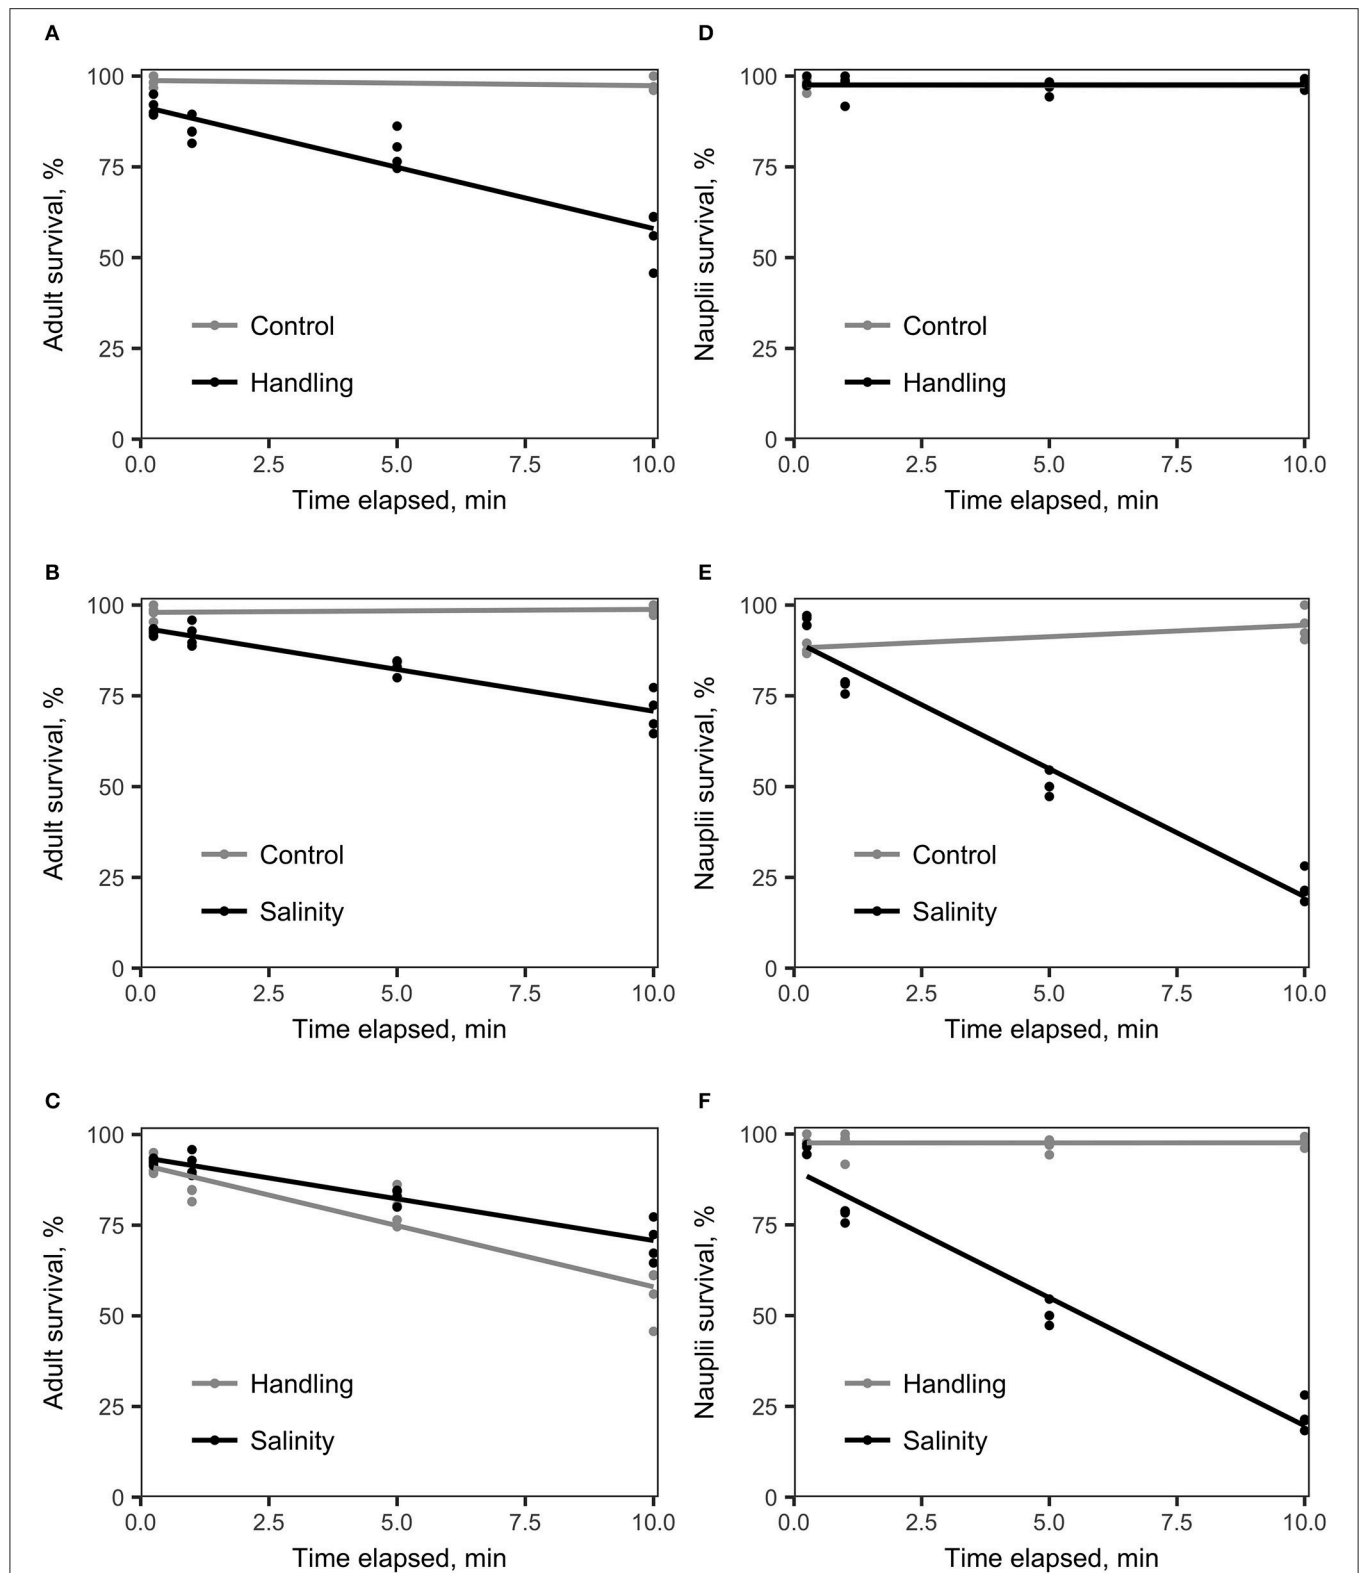 A
100
75
50
25
0
Adult survival, %
Control
Handling
0.0 2.5 5.0 7.5 10.0
Time elapsed, min
D
100
75
50
25
0
Nauplii survival, %
Control
Handling
0.0 2.5 5.0 7.5 10.0
Time elapsed, min
B
100
75
50
25
0
Adult survival, %
Control
Salinity
0.0 2.5 5.0 7.5 10.0
Time elapsed, min
E
100
75
50
25
0
Nauplii survival, %
Control
Salinity
0.0 2.5 5.0 7.5 10.0
Time elapsed, min
C
100
75
50
25
0
Adult survival, %
Handling
Salinity
0.0 2.5 5.0 7.5 10.0
Time elapsed, min
F
100
75
50
25
0
Nauplii survival, %
Handling
Salinity
0.0 2.5 5.0 7.5 10.0
Time elapsed, min